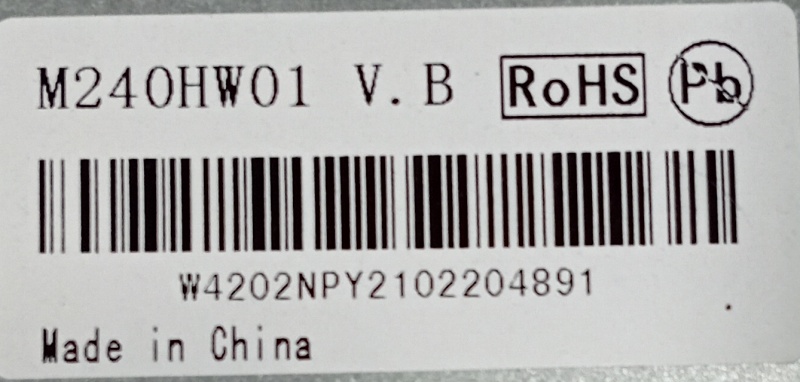 M240HW01 V.B RoHS Pb
W4202NPY2102204891
Made in China